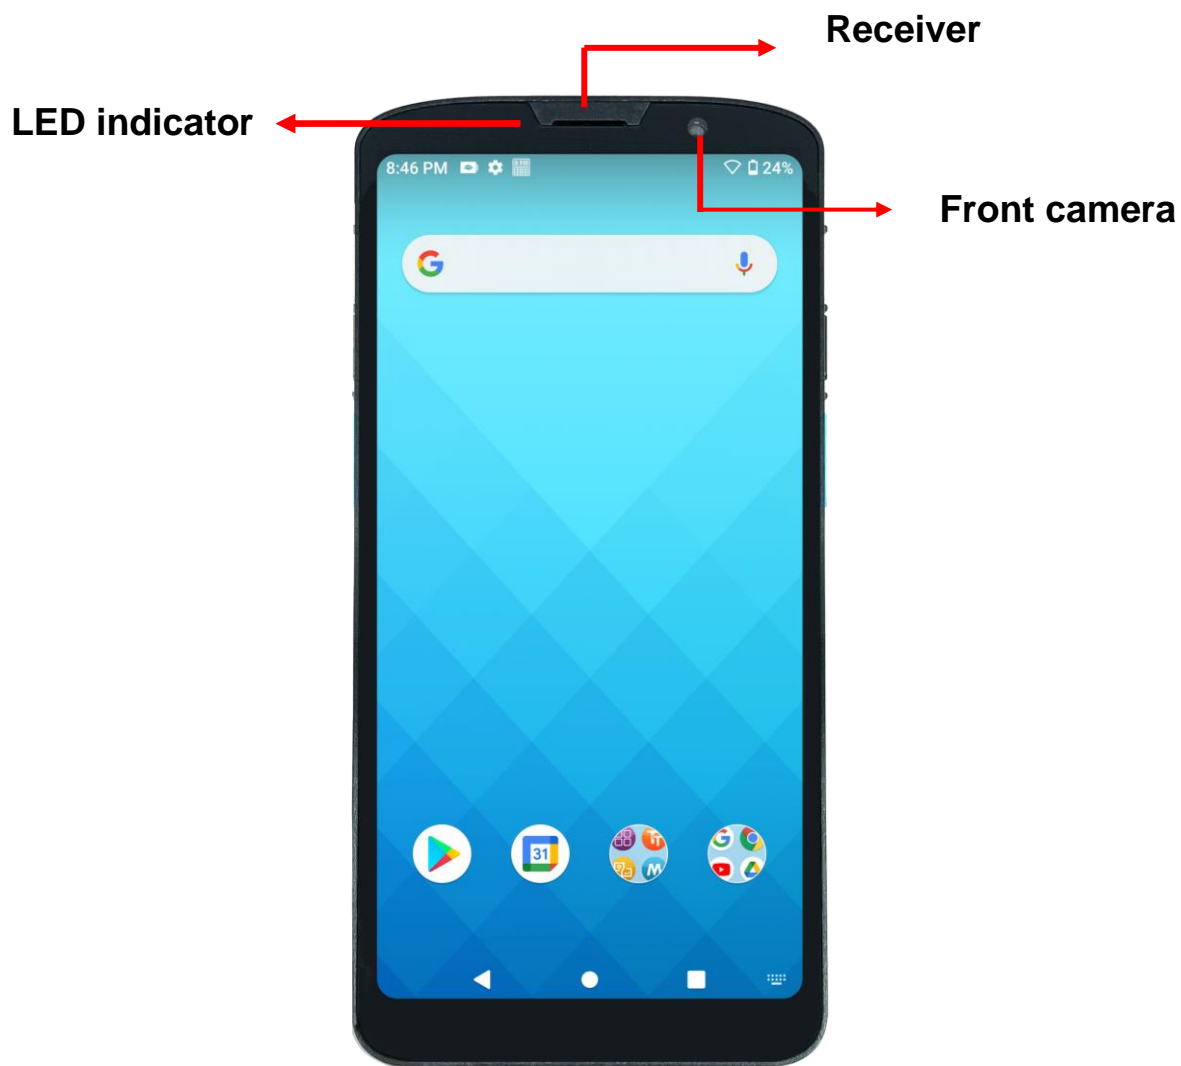 Receiver
LED indicator
8:46 PM
24%
Front camera
G
31
G